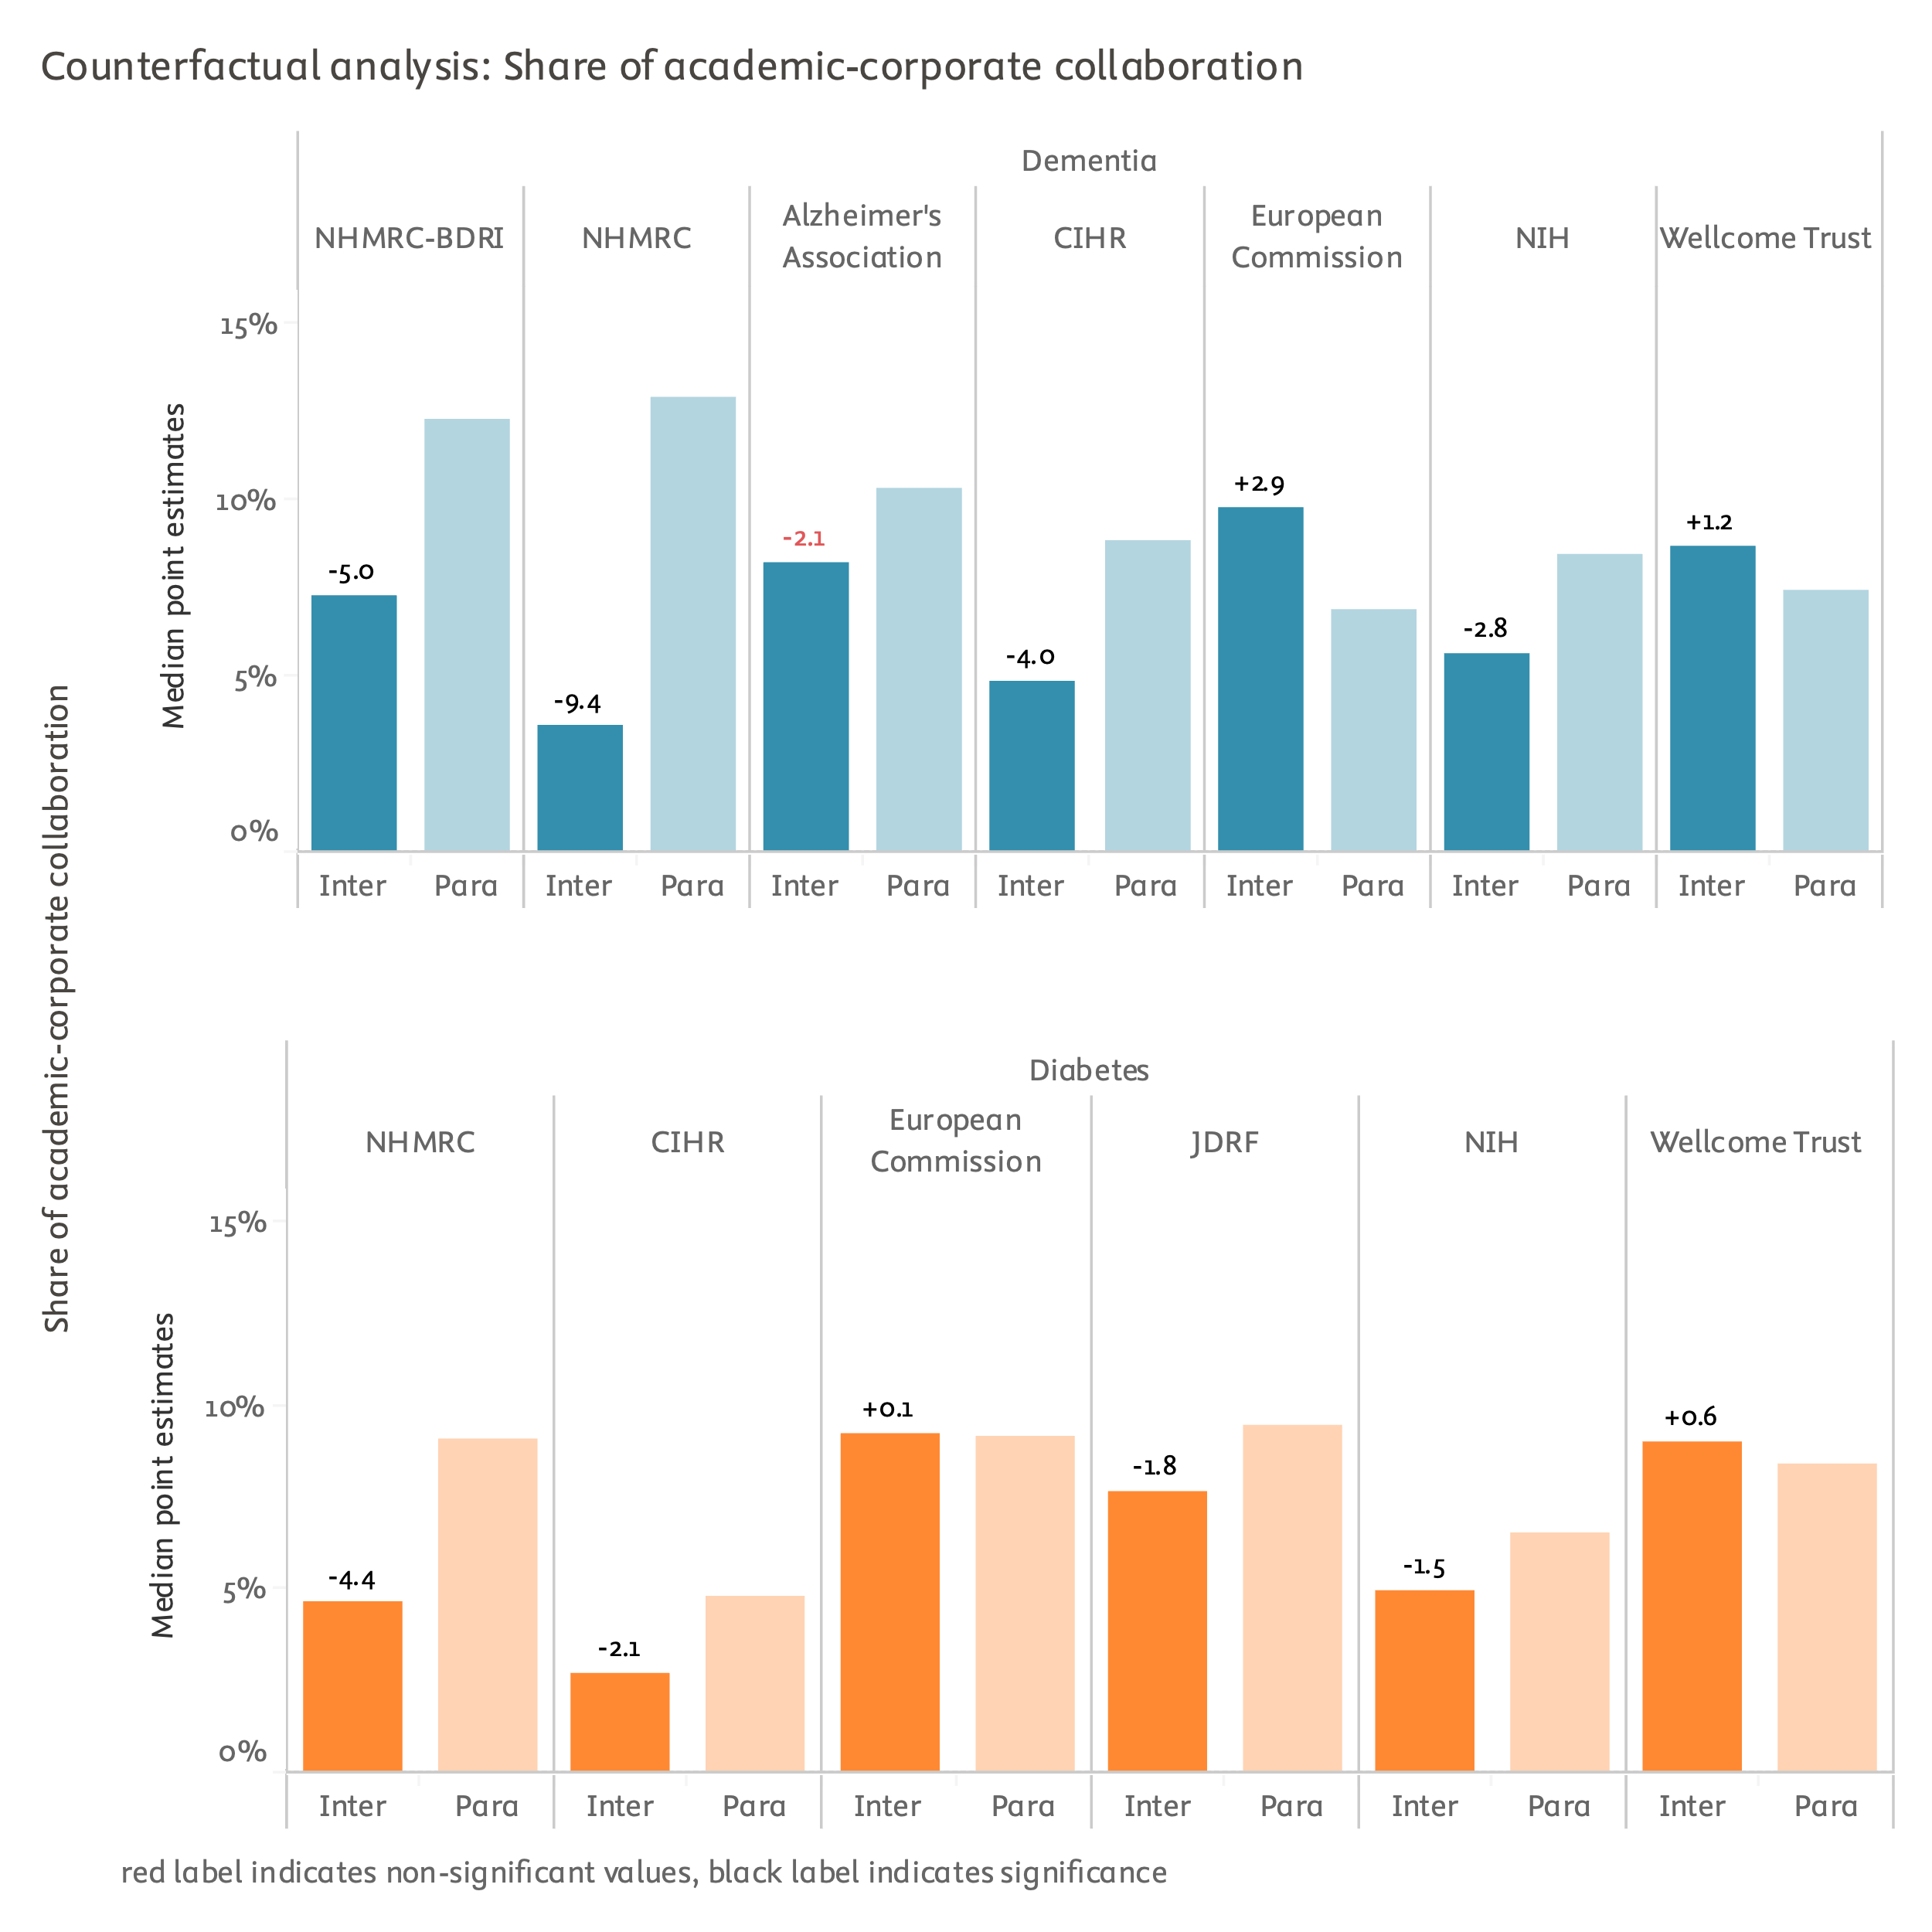 Counterfactual analysis: Share of academic-corporate collaboration
Share of academic-corporate collaboration
Dementia
NHMRC-BDRI
NHMRC
Alzheimer's
Association
CIHR
European
Commission
NIH
Wellcome Trust
Median point estimates
15%
10%
5%
0%
-5.0
-9.4
-2.1
-4.0
+2.9
-2.8
+1.2
Inter Para Inter Para Inter Para Inter Para Inter Para Inter Para Inter Para
Diabetes
NHMRC
CIHR
European
Commission
JDRF
NIH
Wellcome Trust
Median point estimates
15%
10%
5%
0%
-4.4
-2.1
+0.1
-1.8
-1.5
+0.6
Inter Para Inter Para Inter Para Inter Para Inter Para Inter Para
red label indicates non-significant values, black label indicates significance